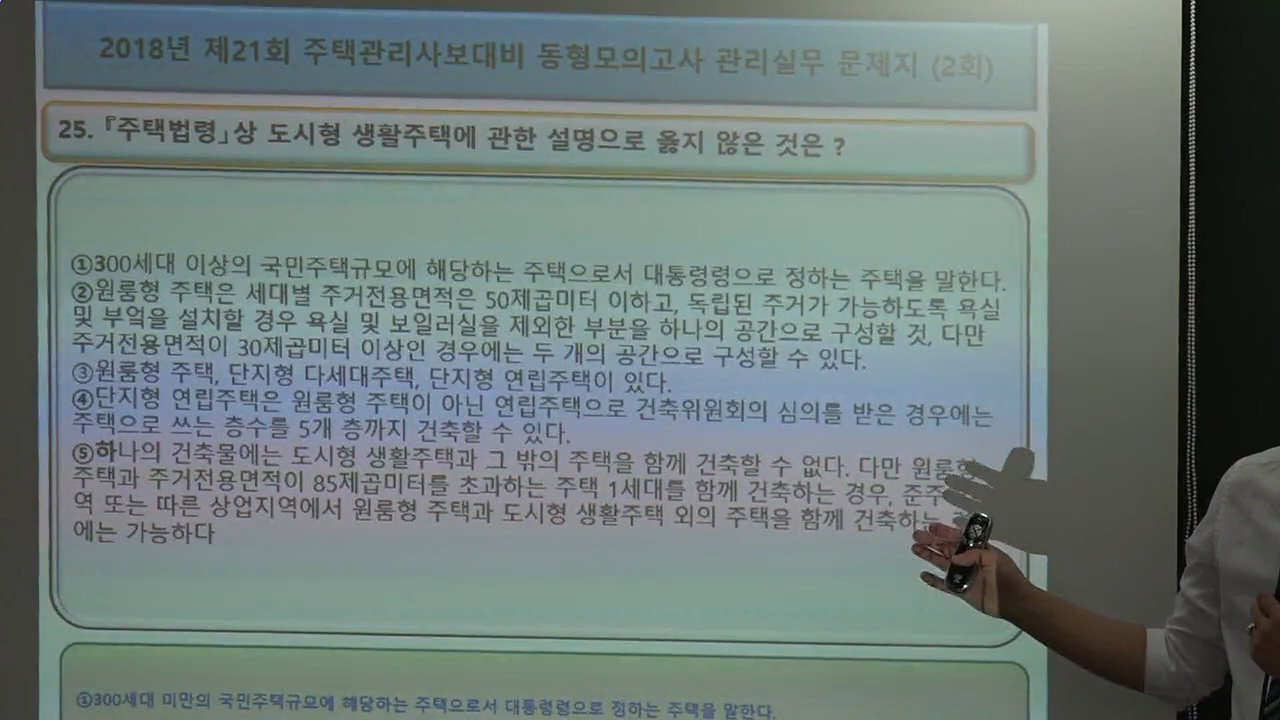 2018년 제21회 주택관리사보대비 동형모의고사 관리실무 문제지 (2회)
25.『주택법령』상 도시형 생활주택에 관한 설명으로 옳지 않은 것은 ?
①300세대 이상의 국민주택규모에 해당하는 주택으로서 대통령령으로 정하는 주택을 말한다.
②원룸형 주택은 세대별 주거전용면적은 50제곱미터 이하고, 독립된 주거가 가능하도록 욕실
및 부엌을 설치할 경우 욕실 및 보일러실을 제외한 부분을 하나의 공간으로 구성할 것, 다만
주거전용면적이 30제곱미터 이상인 경우에는 두 개의 공간으로 구성할 수 있다.
③원룸형 주택, 단지형 다세대주택, 단지형 연립주택이 있다.
④단지형 연립주택은 원룸형 주택이 아닌 연립주택으로 건축위원회의 심의를 받은 경우에는
주택으로 쓰는 층수를 5개 층까지 건축할 수 있다.
⑤하나의 건축물에는 도시형 생활주택과 그 밖의 주택을 함께 건축할 수 없다. 다만 원룸형
주택과 주거전용면적이 85제곱미터를 초과하는 주택 1세대를 함께 건축하는 경우, 준주
역 또는 따른 상업지역에서 원룸형 주택과 도시형 생활주택 외의 주택을 함께 건축하는
에는 가능하다
①300세대 미만의 국민주택규모에 해당하는 주택으로서 대통령령으로 정하는 주택을 말한다.